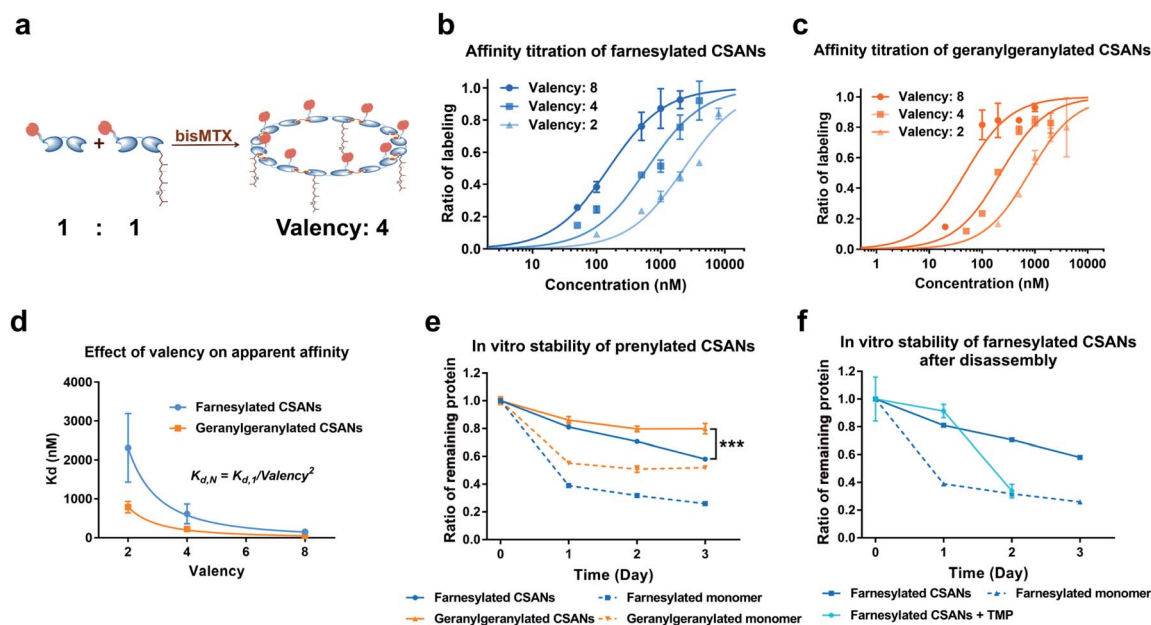 a
bisMTX
+
1 : 1
Valency: 4
b
Affinity titration of farnesylated CSANs
Ratio of labeling
1.0
0.8
0.6
0.4
0.2
0.0
Valency: 8
Valency: 4
Valency: 2
10 100 1000 10000
Concentration (nM)
c
Affinity titration of geranylgeranylated CSANs
Ratio of labeling
1.0
0.8
0.6
0.4
0.2
0.0
Valency: 8
Valency: 4
Valency: 2
1 10 100 1000 10000
Concentration (nM)
d
Effect of valency on apparent affinity
Kd (nM)
4000
3000
2000
1000
0
Farnesylated CSANs
Geranylgeranylated CSANs
Kd,N = Kd,1/Valency2
2 4 6 8
Valency
e
In vitro stability of prenylated CSANs
Ratio of remaining protein
1.2
1.0
0.8
0.6
0.4
0.2
0.0
***
0 1 2 3
Time (Day)
Farnesylated CSANs Farnesylated monomer
Geranylgeranylated CSANs Geranylgeranylated monomer
f
In vitro stability of farnesylated CSANs
after disassembly
Ratio of remaining protein
1.2
1.0
0.8
0.6
0.4
0.2
0.0
0 1 2 3
Time (Day)
Farnesylated CSANs Farnesylated monomer
Farnesylated CSANs + TMP